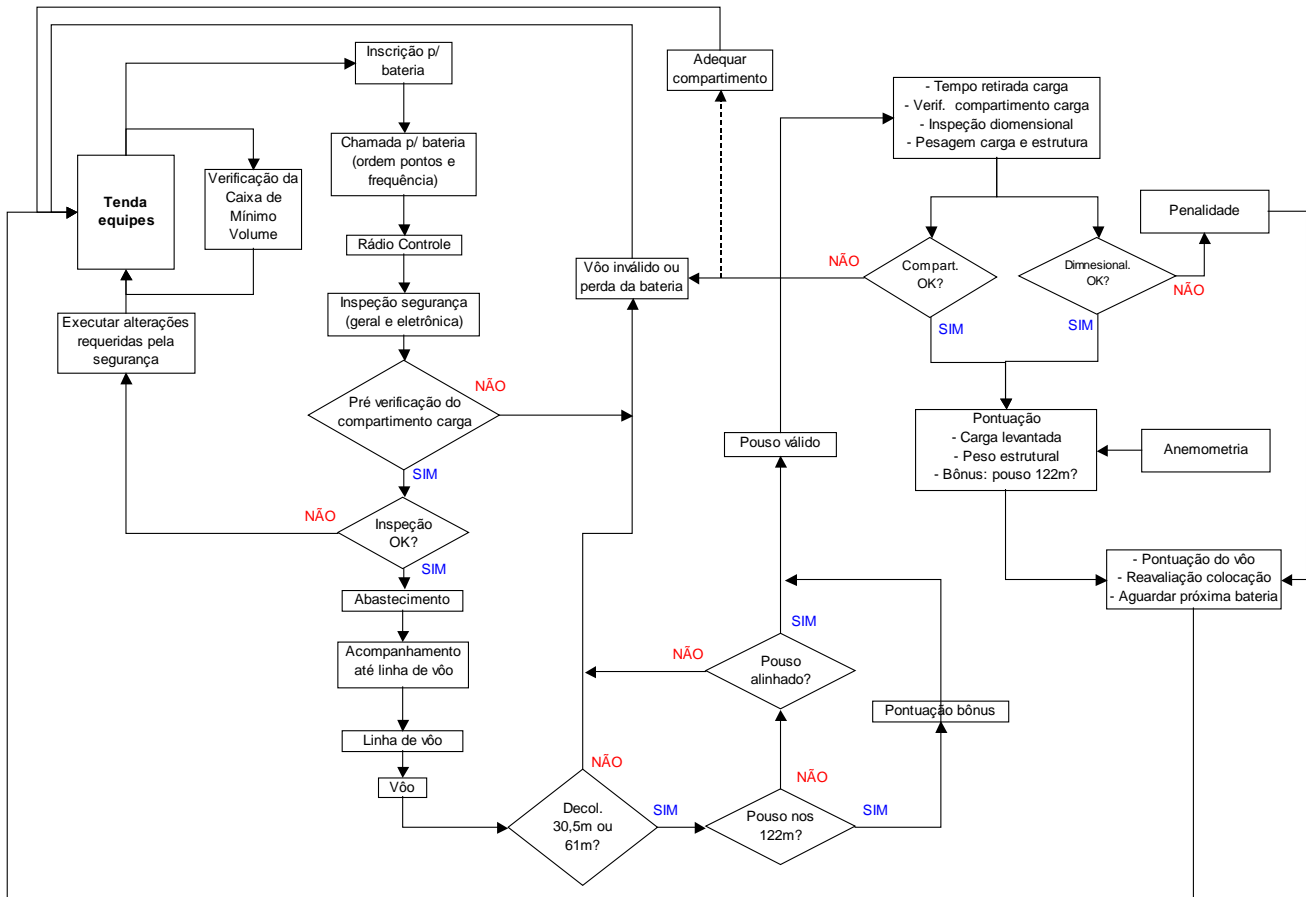 Inscrição p/
bateria
Adequar
compartimento
- Tempo retirada carga
- Verif.  compartimento carga
- Inspeção diomensional
- Pesagem carga e estrutura
Chamada p/ bateria
(ordem pontos e
frequência)
Tenda
equipes
Verificação da
Caixa de
Mínimo
Volume
Penalidade
Rádio Controle
Vôo inválido ou
perda da bateria
NÃO
Compart.
OK?
Dimnesional.
OK?
NÃO
SIM
SIM
Inspeção segurança
(geral e eletrônica)
Executar alterações
requeridas pela
segurança
NÃO
Pré verificação do
compartimento carga
SIM
Pontuação
- Carga levantada
- Peso estrutural
- Bônus: pouso 122m?
Anemometria
Pouso válido
NÃO
Inspeção
OK?
SIM
- Pontuação do vôo
- Reavaliação colocação
- Aguardar próxima bateria
Abastecimento
Acompanhamento
até linha de vôo
SIM
NÃO
Pouso
alinhado?
Pontuação bônus
Linha de vôo
Vôo
NÃO
Decol.
30,5m ou
61m?
SIM
NÃO
Pouso nos
122m?
SIM